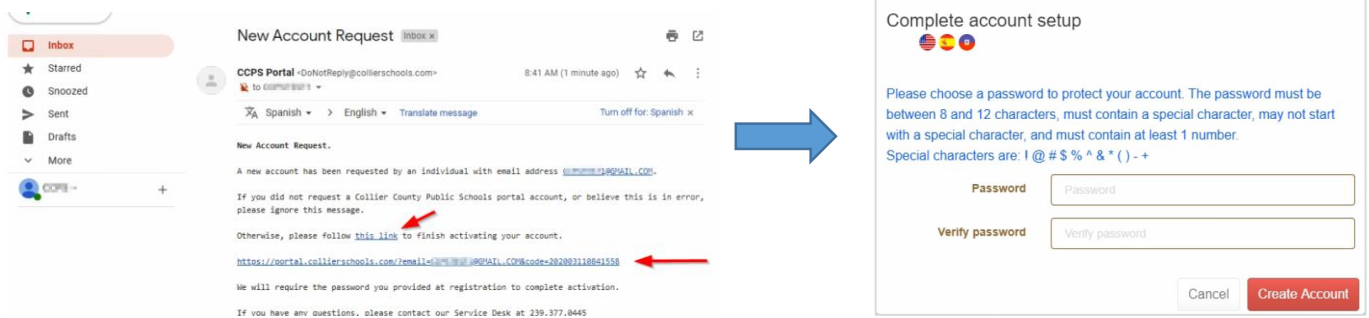 Inbox
Starred
Snoozed
Sent
Drafts
More
New Account Request Inbox x
CCPS Portal <DoNotReply@collierschools.com>
8:41 AM (1 minute ago)
to
Spanish > English Translate message
Turn off for: Spanish x
New Account Request.
A new account has been requested by an individual with email address @GMAIL.COM.
If you did not request a Collier County Public Schools portal account, or believe this is in error,
please ignore this message.
Otherwise, please follow this link to finish activating your account.
https://portal.collierschools.com/?email= @GMAIL.COM&code=202003110841558
We will require the password you provided at registration to complete activation.
If you have any questions, please contact our Service Desk at 239.377.0445
Complete account setup
Please choose a password to protect your account. The password must be
between 8 and 12 characters, must contain a special character, may not start
with a special character, and must contain at least 1 number.
Special characters are: ! @ # $ % ^ & * ( ) - +
Password
Password
Verify password
Verify password
Cancel
Create Account